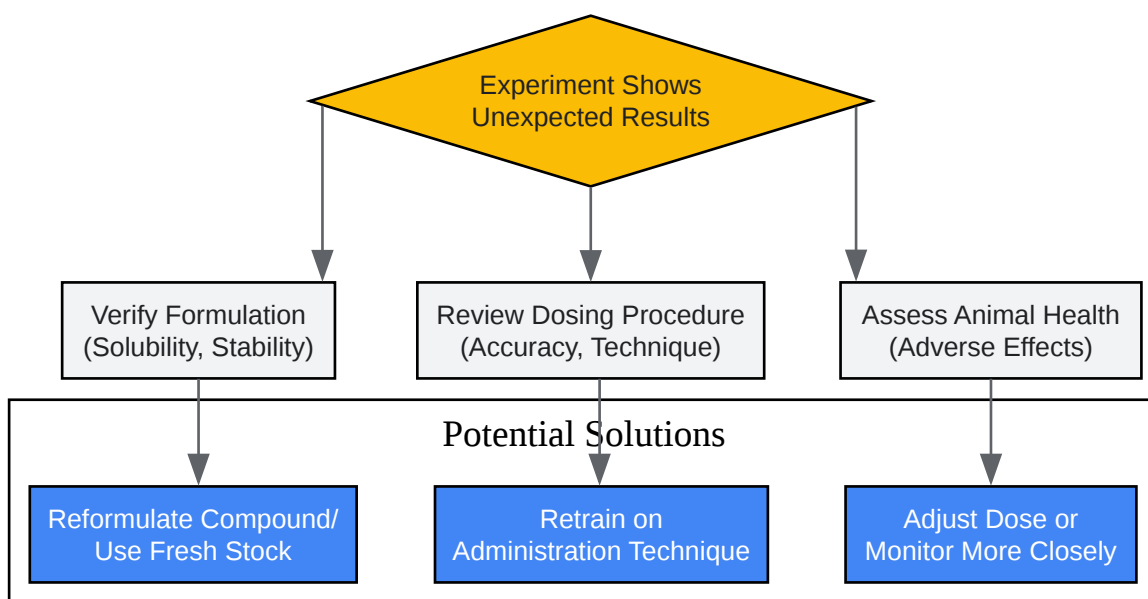 Experiment Shows
Unexpected Results
Verify Formulation
(Solubility, Stability)
Review Dosing Procedure
(Accuracy, Technique)
Assess Animal Health
(Adverse Effects)
Potential Solutions
Reformulate Compound/
Use Fresh Stock
Retrain on
Administration Technique
Adjust Dose or
Monitor More Closely